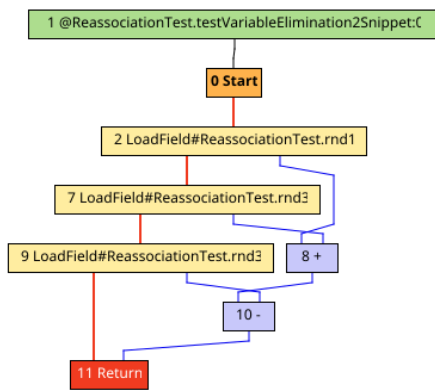 1 @ReassociationTest.testVariableElimination2Snippet:0
0 Start
2 LoadField#ReassociationTest.rnd1
7 LoadField#ReassociationTest.rnd3
9 LoadField#ReassociationTest.rnd3
8 +
10 -
11 Return